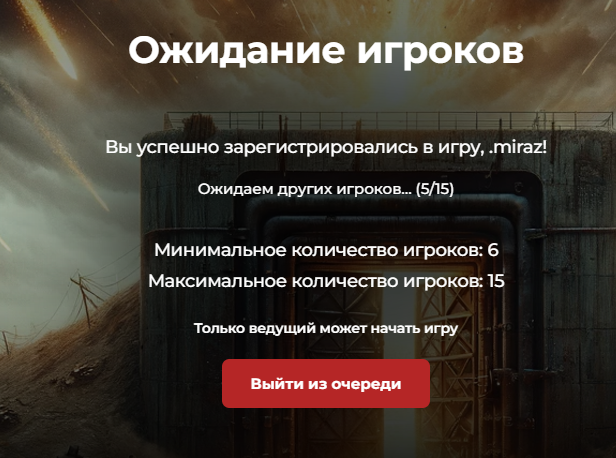 Ожидание игроков
Вы успешно зарегистрировались в игру, .miraz!
Ожидаем других игроков... (5/15)
Минимальное количество игроков: 6
Максимальное количество игроков: 15
Только ведущий может начать игру
Выйти из очереди